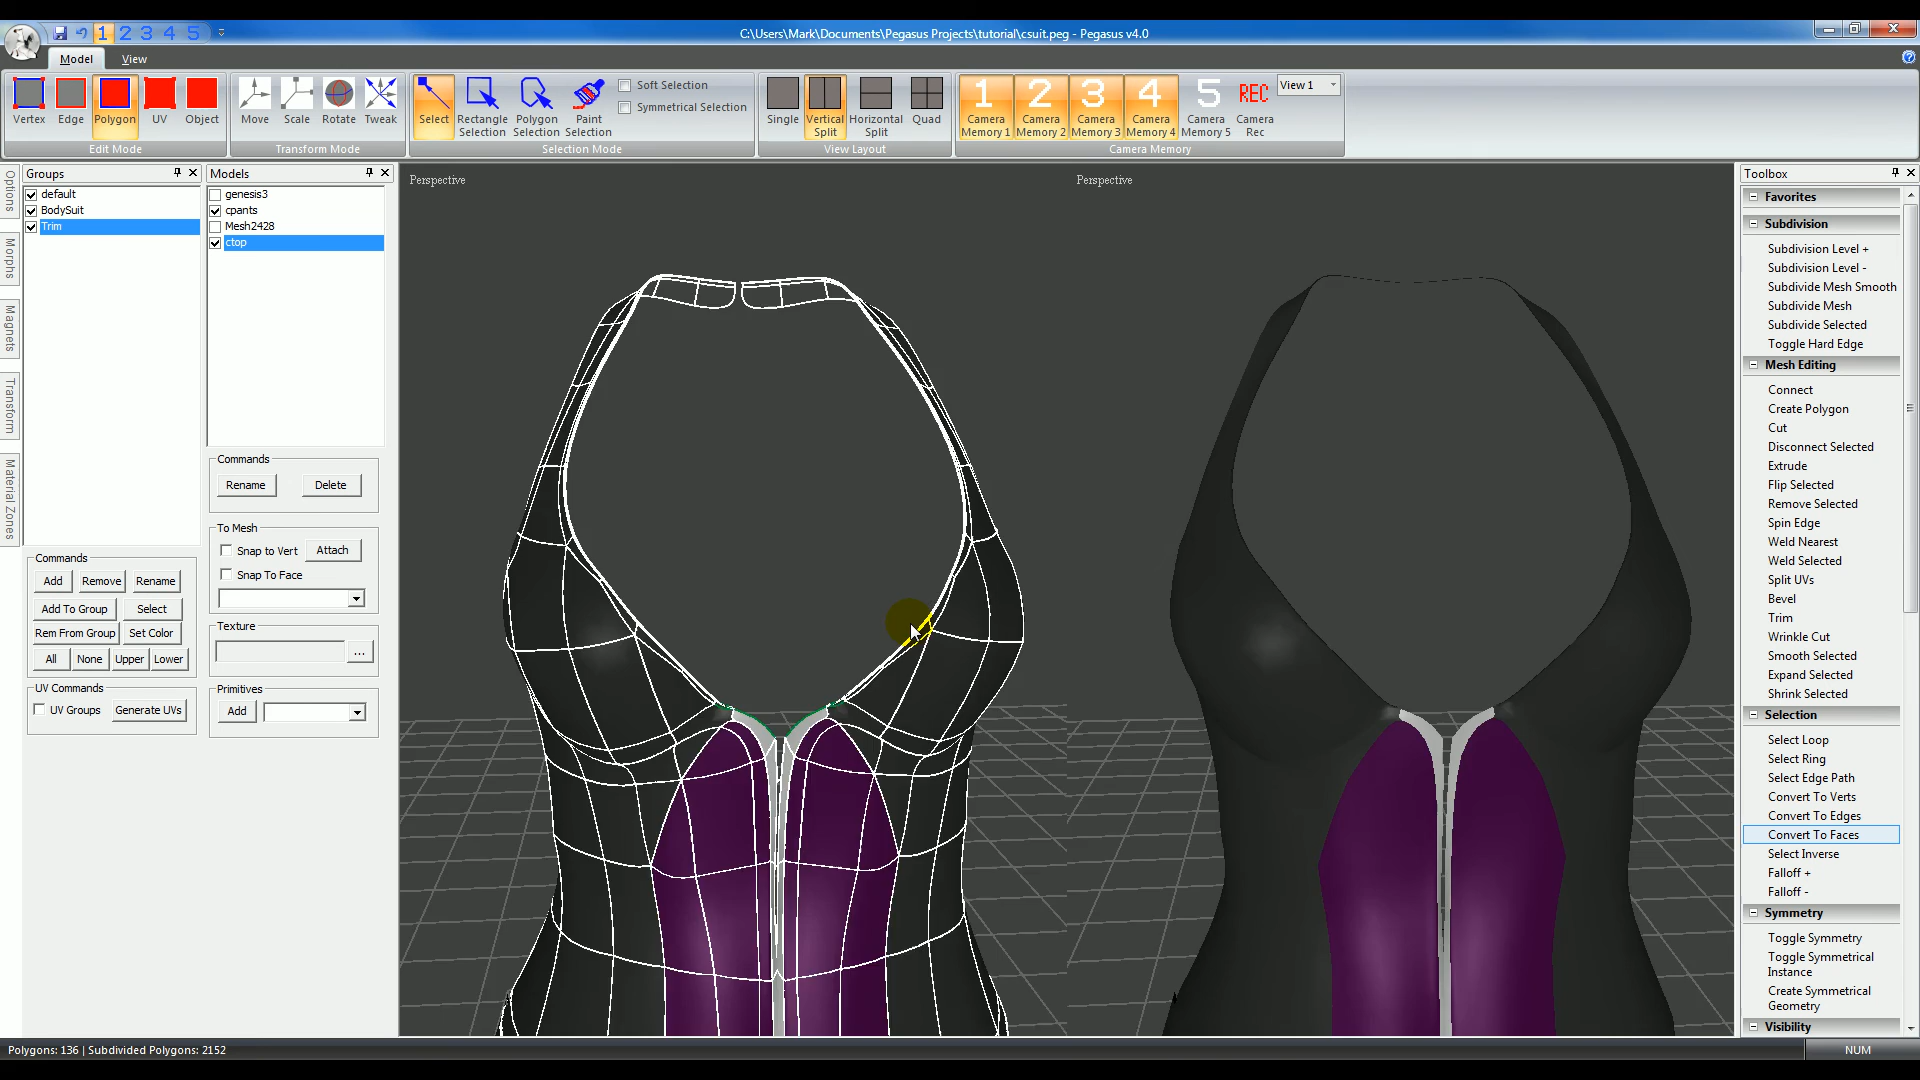 1 2 3 4 5
C:\Users\Mark\Documents\Pegasus Projects\tutorial\csuit.peg - Pegasus v4.0
Model View
Vertex Edge Polygon UV Object
Edit Mode
Move Scale Rotate Tweak
Transform Mode
Select Rectangle Selection Polygon Selection Paint Selection
Soft Selection
Symmetrical Selection
Selection Mode
Single Vertical Split Horizontal Split Quad
View Layout
1 2 3 4 5 REC View 1
Camera Memory 1 Camera Memory 2 Camera Memory 3 Camera Memory 4 Camera Memory 5 Camera Rec
Camera Memory
Options
Morphs
Magnets
Transform
Material Zones
Groups
default
BodySuit
Trim
Commands
Add Remove Rename
Add To Group Select
Rem From Group Set Color
All None Upper Lower
UV Commands
UV Groups Generate UVs
Models
genesis3
cpants
Mesh2428
ctop
Commands
Rename Delete
To Mesh
Snap to Vert Attach
Snap To Face
Texture
...
Primitives
Add
Perspective
Perspective
Toolbox
Favorites
Subdivision
Subdivision Level +
Subdivision Level -
Subdivide Mesh Smooth
Subdivide Mesh
Subdivide Selected
Toggle Hard Edge
Mesh Editing
Connect
Create Polygon
Cut
Disconnect Selected
Extrude
Flip Selected
Remove Selected
Spin Edge
Weld Nearest
Weld Selected
Split UVs
Bevel
Trim
Wrinkle Cut
Smooth Selected
Expand Selected
Shrink Selected
Selection
Select Loop
Select Ring
Select Edge Path
Convert To Verts
Convert To Edges
Convert To Faces
Select Inverse
Falloff +
Falloff -
Symmetry
Toggle Symmetry
Toggle Symmetrical
Instance
Create Symmetrical
Geometry
Visibility
Polygons: 136 | Subdivided Polygons: 2152
NUM